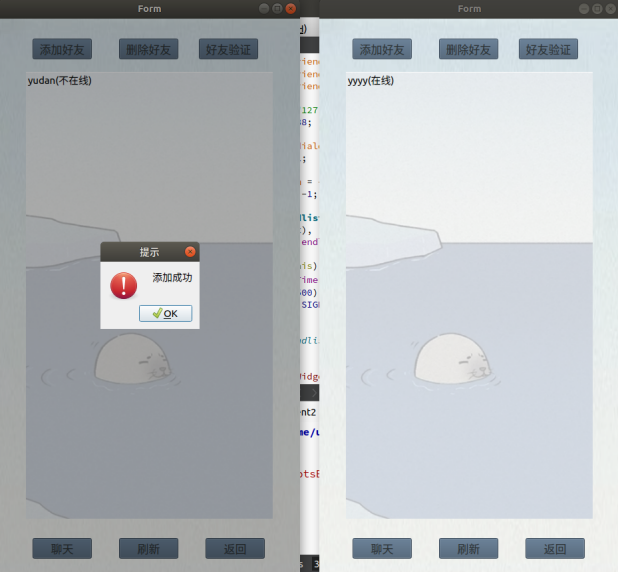 Form
添加好友 删除好友 好友验证
yudan(不在线)
提示
添加成功
OK
聊天 刷新 返回
Form
添加好友 删除好友 好友验证
yyyy(在线)
聊天 刷新 返回